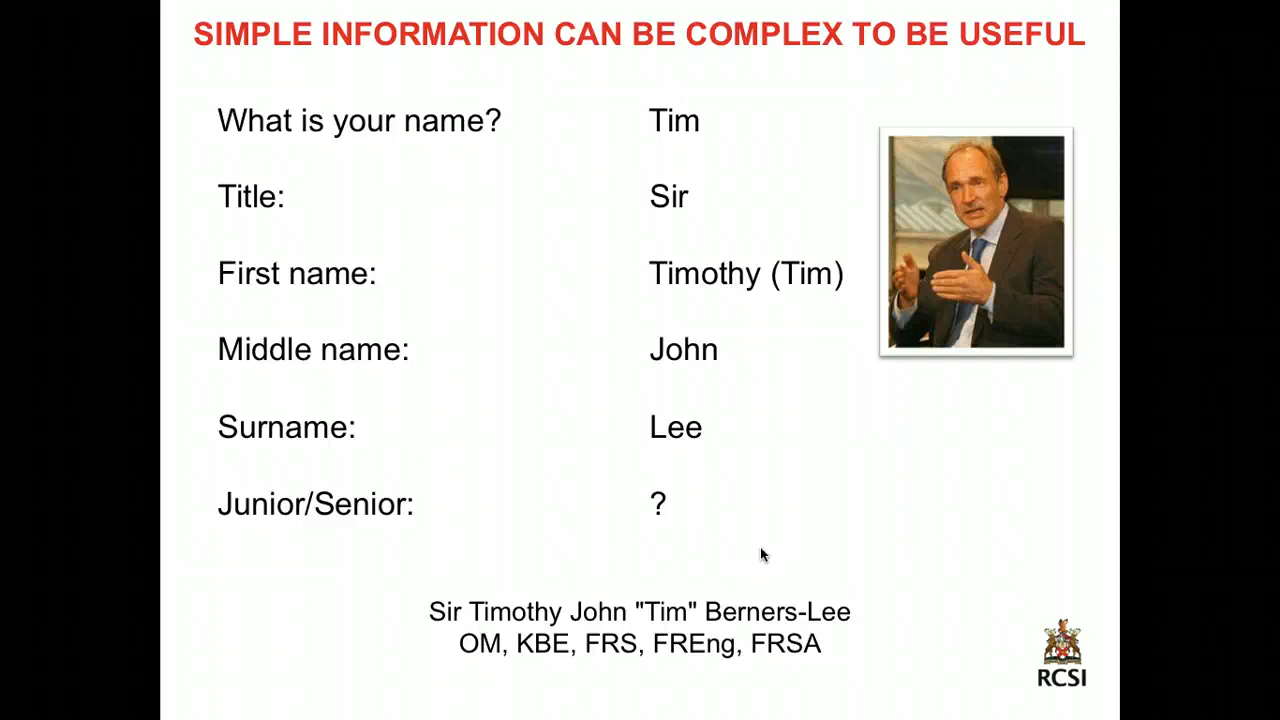 SIMPLE INFORMATION CAN BE COMPLEX TO BE USEFUL
What is your name? Tim
Title: Sir
First name: Timothy (Tim)
Middle name: John
Surname: Lee
Junior/Senior: ?
Sir Timothy John "Tim" Berners-Lee
OM, KBE, FRS, FREng, FRSA
RCSI